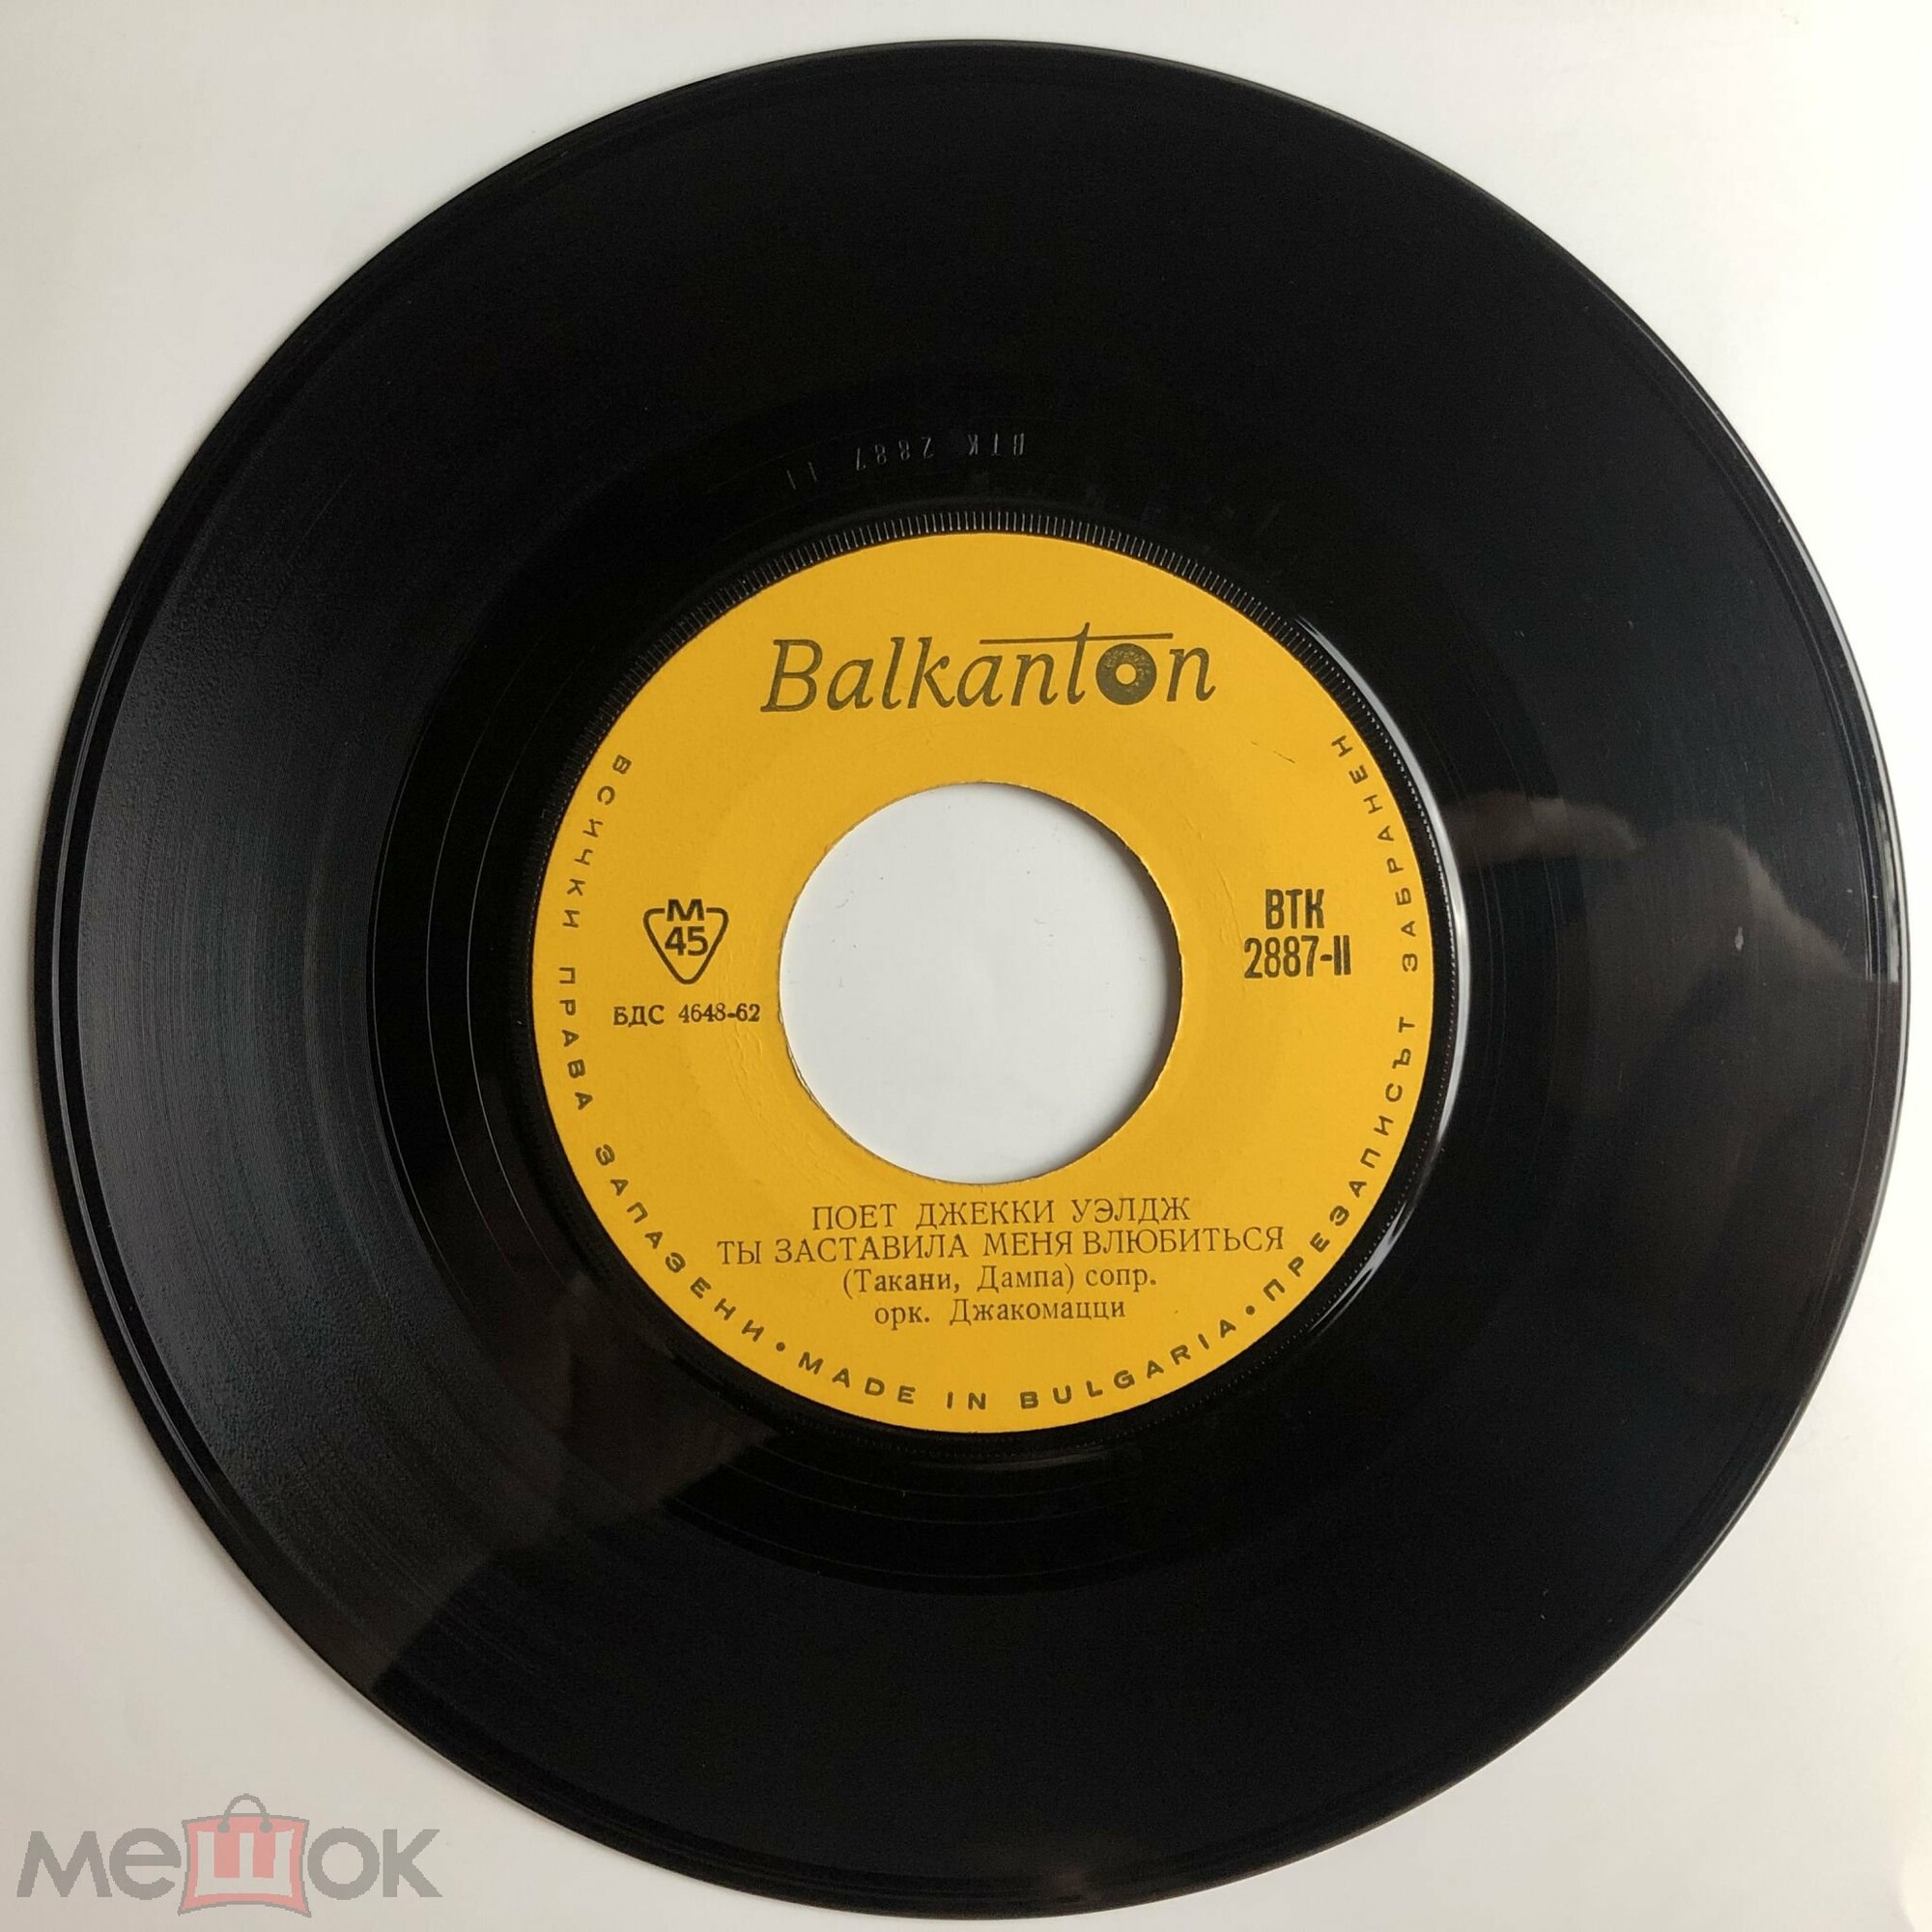 ВТК 2887 II
Balkanton
М
45
БДС 4648-62
ВТК
2887-II
ПОЕТ ДЖЕККИ УЭЛДЖ
ТЫ ЗАСТАВИЛА МЕНЯ ВЛЮБИТЬСЯ
(Такани, Дампа) сопр.
орк. Джакомацци
ВСИЧКИ ПРАВА ЗАПАЗЕНИ • MADE IN BULGARIA • ПРЕЗАПИСЪТ ЗАБРАНЕН
мешок